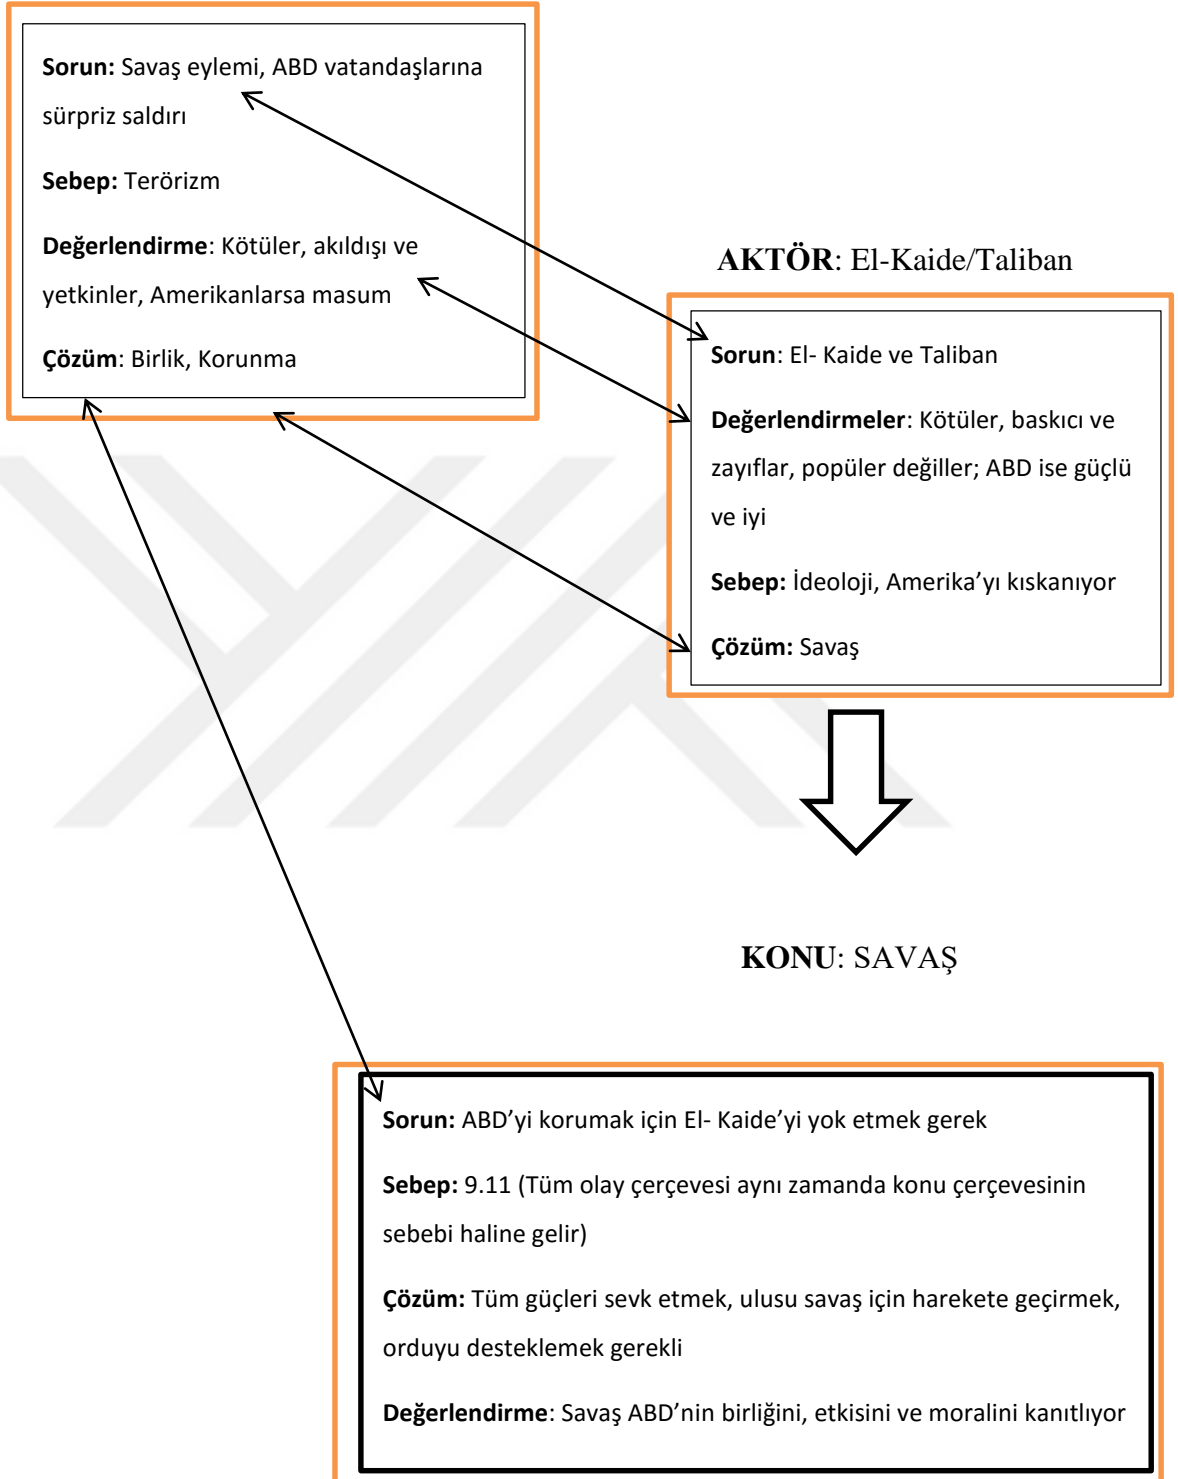 Sorun: Savaş eylemi, ABD vatandaşlarına
sürpriz saldırı
Sebep: Terörizm
Değerlendirme: Kötüler, akıldışı ve
yetkinler, Amerikanlarsa masum
Çözüm: Birlik, Korunma
AKTÖR: El-Kaide/Taliban
Sorun: El- Kaide ve Taliban
Değerlendirmeler: Kötüler, baskıcı ve
zayıflar, popüler değiller; ABD ise güçlü
ve iyi
Sebep: İdeoloji, Amerika’yı kıskanıyor
Çözüm: Savaş
KONU: SAVAŞ
Sorun: ABD’yi korumak için El- Kaide’yi yok etmek gerek
Sebep: 9.11 (Tüm olay çerçevesi aynı zamanda konu çerçevesinin
sebebi haline gelir)
Çözüm: Tüm güçleri sevk etmek, ulusu savaş için harekete geçirmek,
orduyu desteklemek gerekli
Değerlendirme: Savaş ABD’nin birliğini, etkisini ve moralini kanıtlıyor